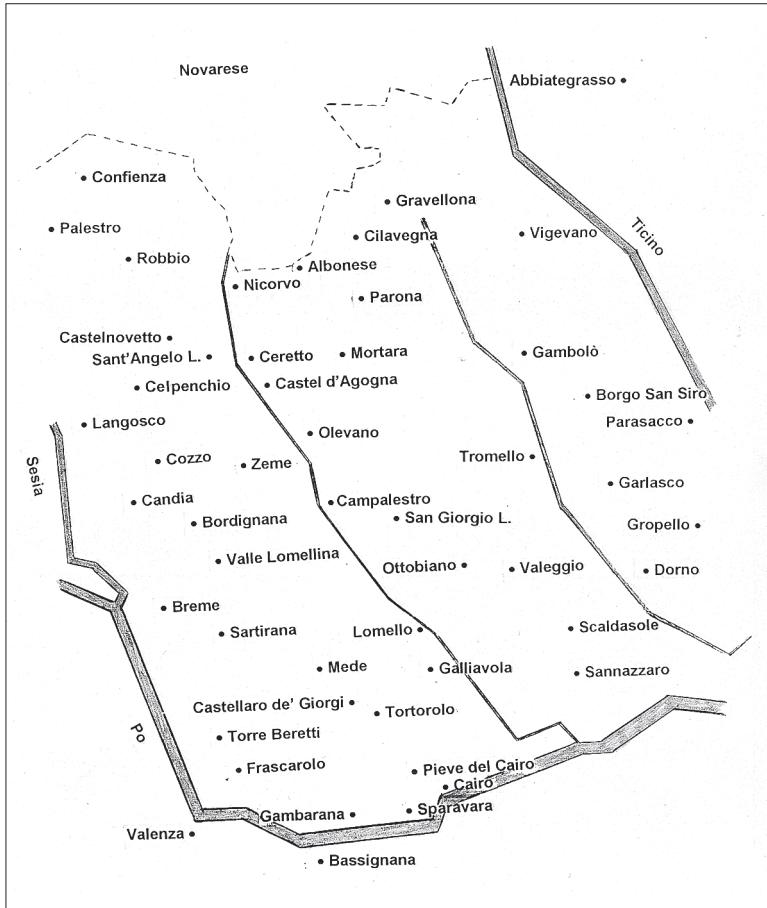 Novarese
Abbiategrasso
Confienza
Gravellona
Palestro
Cilavegna
Vigevano
Ticino
Robbio
Albonese
Nicorvo
Parona
Castelnovetto
Sant'Angelo L.
Ceretto
Mortara
Gambolò
Celpenchio
Castel d'Agogna
Borgo San Siro
Langosco
Parasacco
Olevano
Cozzo
Zeme
Tromello
Sesia
Garlasco
Candia
Campalestro
Bordignana
San Giorgio L.
Gropello
Valle Lomellina
Ottobiano
Valeggio
Dorno
Breme
Sartirana
Lomello
Scaldasole
Mede
Galliavola
Sannazzaro
Castellaro de' Giorgi
Tortorolo
Po
Torre Beretti
Frascarolo
Pieve del Cairo
Cairo
Gambarana
Sparavara
Valenza
Bassignana